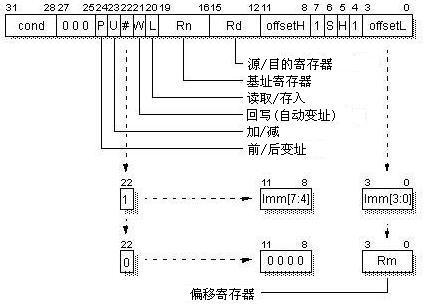 31 28 27 25 24 23 22 21 20 19 16 15 12 11 8 7 6 5 4 3 0
cond 0 0 0 P U # W L Rn Rd offsetH 1 S H 1 offsetL
源/目的寄存器
基址寄存器
读取/存入
回写(自动变址)
加/减
前/后变址
22 11 8 3 0
1 Imm[7:4] Imm[3:0]
22 11 8 3 0
0 0 0 0 0 Rm
偏移寄存器